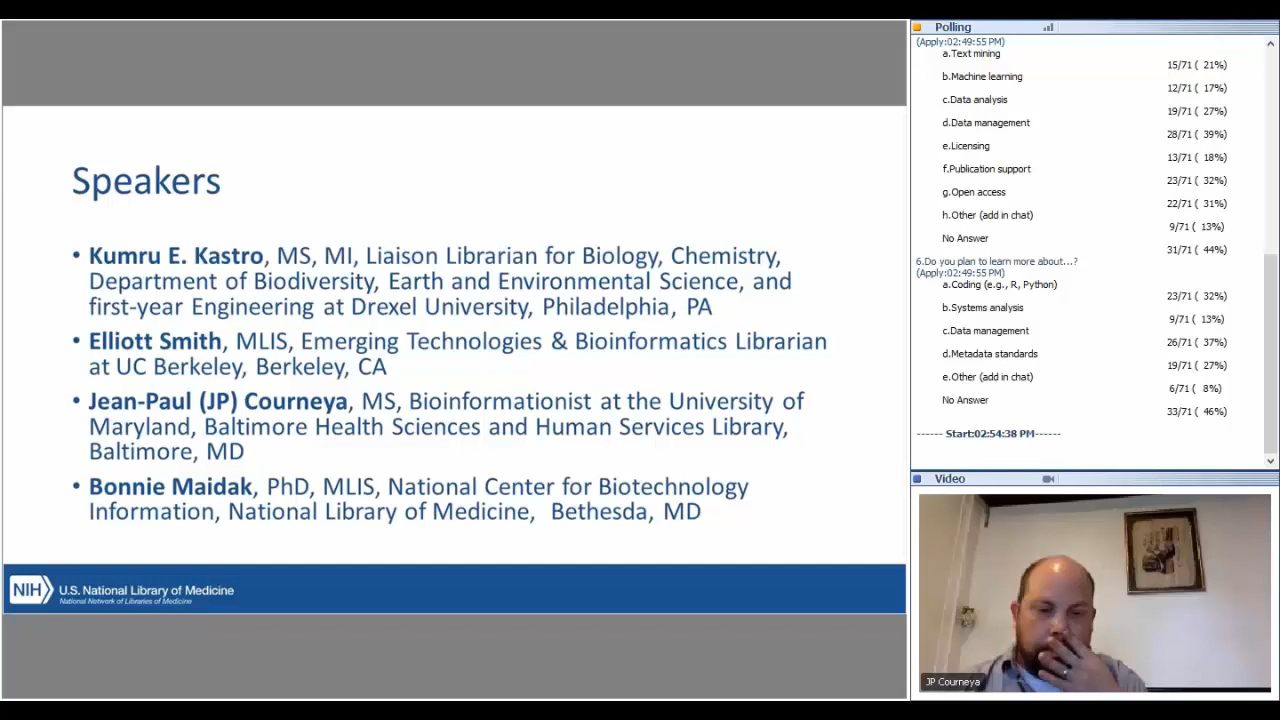 Speakers
• Kumru E. Kastro, MS, MI, Liaison Librarian for Biology, Chemistry,
Department of Biodiversity, Earth and Environmental Science, and
first-year Engineering at Drexel University, Philadelphia, PA
• Elliott Smith, MLIS, Emerging Technologies & Bioinformatics Librarian
at UC Berkeley, Berkeley, CA
• Jean-Paul (JP) Courneya, MS, Bioinformationist at the University of
Maryland, Baltimore Health Sciences and Human Services Library,
Baltimore, MD
• Bonnie Maidak, PhD, MLIS, National Center for Biotechnology
Information, National Library of Medicine, Bethesda, MD
NIH U.S. National Library of Medicine
National Network of Libraries of Medicine
Polling
(Apply:02:49:55 PM)
a.Text mining
15/71 ( 21%)
b.Machine learning
12/71 ( 17%)
c.Data analysis
19/71 ( 27%)
d.Data management
28/71 ( 39%)
e.Licensing
13/71 ( 18%)
f.Publication support
23/71 ( 32%)
g.Open access
22/71 ( 31%)
h.Other (add in chat)
9/71 ( 13%)
No Answer
31/71 ( 44%)
6.Do you plan to learn more about...?
(Apply:02:49:55 PM)
a.Coding (e.g., R, Python)
23/71 ( 32%)
b.Systems analysis
9/71 ( 13%)
c.Data management
26/71 ( 37%)
d.Metadata standards
19/71 ( 27%)
e.Other (add in chat)
6/71 ( 8%)
No Answer
33/71 ( 46%)
------ Start:02:54:38 PM------
Video
JP Courneya